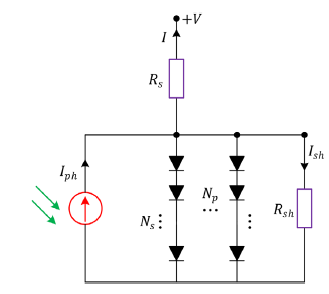 +V
I
R_s
I_sh
I_ph
N_p
...
N_s
R_sh